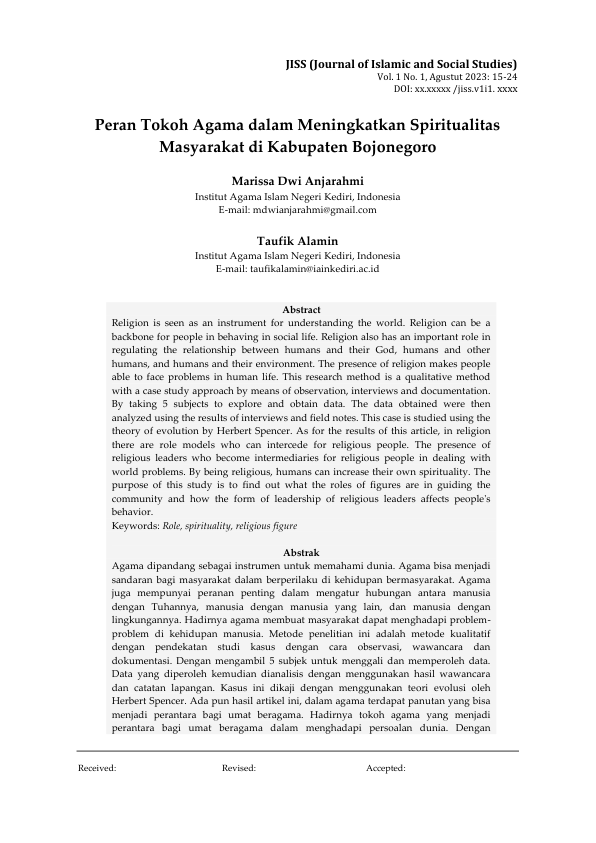 JISS (Journal of Islamic and Social Studies)
Vol. 1 No. 1, Agustut 2023: 15-24
DOI: xx.xxxxx /jiss.v1i1. xxxx
Peran Tokoh Agama dalam Meningkatkan Spiritualitas
Masyarakat di Kabupaten Bojonegoro
Marissa Dwi Anjarahmi
Institut Agama Islam Negeri Kediri, Indonesia
E-mail: mdwianjarahmi@gmail.com
Taufik Alamin
Institut Agama Islam Negeri Kediri, Indonesia
E-mail: taufikalamin@iainkediri.ac.id
Abstract
Religion is seen as an instrument for understanding the world. Religion can be a
backbone for people in behaving in social life. Religion also has an important role in
regulating the relationship between humans and their God, humans and other
humans, and humans and their environment. The presence of religion makes people
able to face problems in human life. This research method is a qualitative method
with a case study approach by means of observation, interviews and documentation.
By taking 5 subjects to explore and obtain data. The data obtained were then
analyzed using the results of interviews and field notes. This case is studied using the
theory of evolution by Herbert Spencer. As for the results of this article, in religion
there are role models who can intercede for religious people. The presence of
religious leaders who become intermediaries for religious people in dealing with
world problems. By being religious, humans can increase their own spirituality. The
purpose of this study is to find out what the roles of figures are in guiding the
community and how the form of leadership of religious leaders affects people's
behavior.
Keywords: Role, spirituality, religious figure
Abstrak
Agama dipandang sebagai instrumen untuk memahami dunia. Agama bisa menjadi
sandaran bagi masyarakat dalam berperilaku di kehidupan bermasyarakat. Agama
juga mempunyai peranan penting dalam mengatur hubungan antara manusia
dengan Tuhannya, manusia dengan manusia yang lain, dan manusia dengan
lingkungannya. Hadirnya agama membuat masyarakat dapat menghadapi problem-
problem di kehidupan manusia. Metode penelitian ini adalah metode kualitatif
dengan pendekatan studi kasus dengan cara observasi, wawancara dan
dokumentasi. Dengan mengambil 5 subjek untuk menggali dan memperoleh data.
Data yang diperoleh kemudian dianalisis dengan menggunakan hasil wawancara
dan catatan lapangan. Kasus ini dikaji dengan menggunakan teori evolusi oleh
Herbert Spencer. Ada pun hasil artikel ini, dalam agama terdapat panutan yang bisa
menjadi perantara bagi umat beragama. Hadirnya tokoh agama yang menjadi
perantara bagi umat beragama dalam menghadapi persoalan dunia. Dengan
Received: Revised: Accepted: